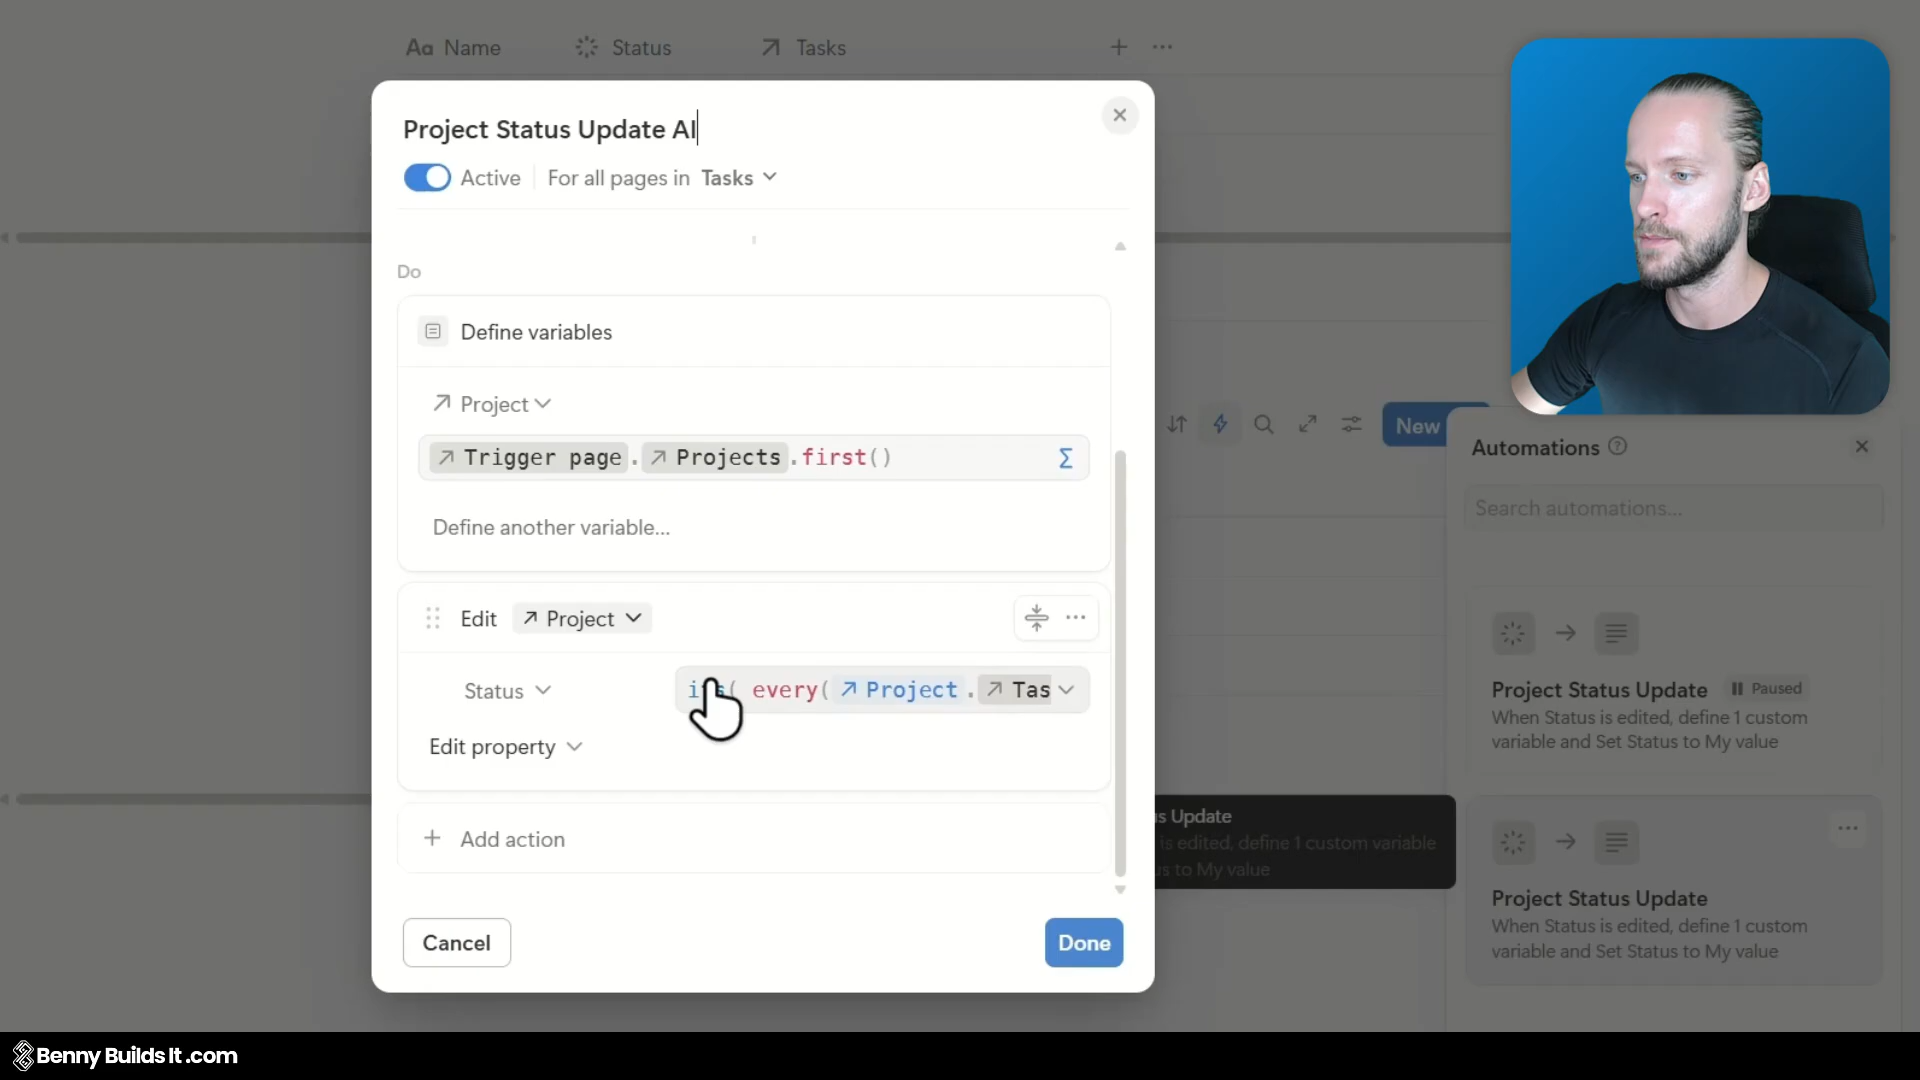 Aa Name
Status
Tasks
Project Status Update AI
Active
For all pages in Tasks
Do
Define variables
Project
Trigger page.Projects.first()
Define another variable...
Edit Project
Status
every(Project.Tas
Edit property
Add action
Cancel
Done
New
Automations
Search automations...
Project Status Update
Paused
When Status is edited, define 1 custom
variable and Set Status to My value
s Update
is edited, define 1 custom variable
us to My value
Project Status Update
When Status is edited, define 1 custom
variable and Set Status to My value
Benny Builds It.com